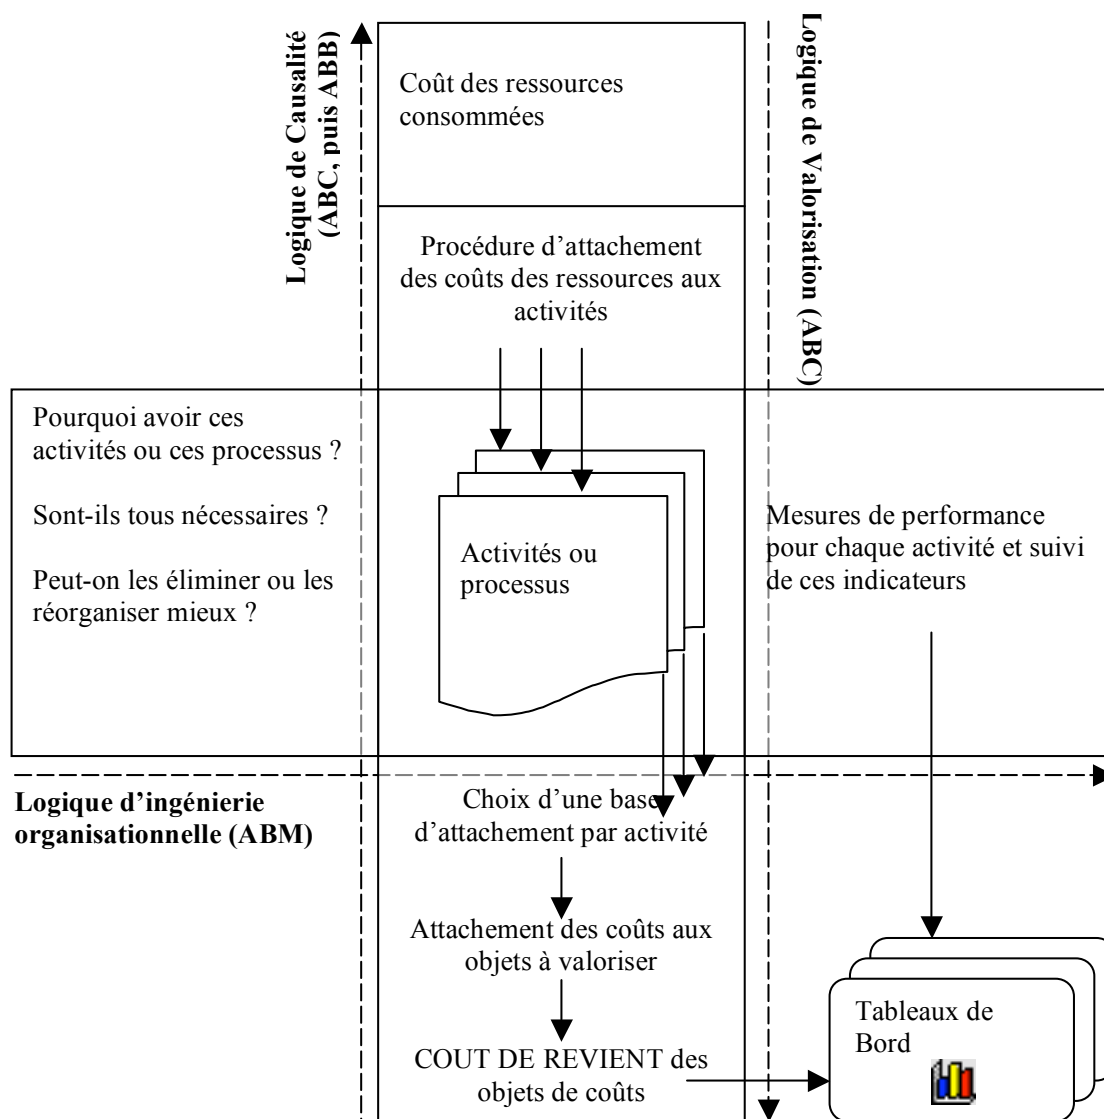 Logique de Causalité
(ABC, puis ABB)
Coût des ressources
consommées
Logique de Valorisation (ABC)
Procédure d’attachement
des coûts des ressources aux
activités
Pourquoi avoir ces
activités ou ces processus ?
Sont-ils tous nécessaires ?
Peut-on les éliminer ou les
réorganiser mieux ?
Activités ou
processus
Mesures de performance
pour chaque activité et suivi
de ces indicateurs
Logique d’ingénierie
organisationnelle (ABM)
Choix d’une base
d’attachement par activité
Attachement des coûts aux
objets à valoriser
COUT DE REVIENT des
objets de coûts
Tableaux de
Bord